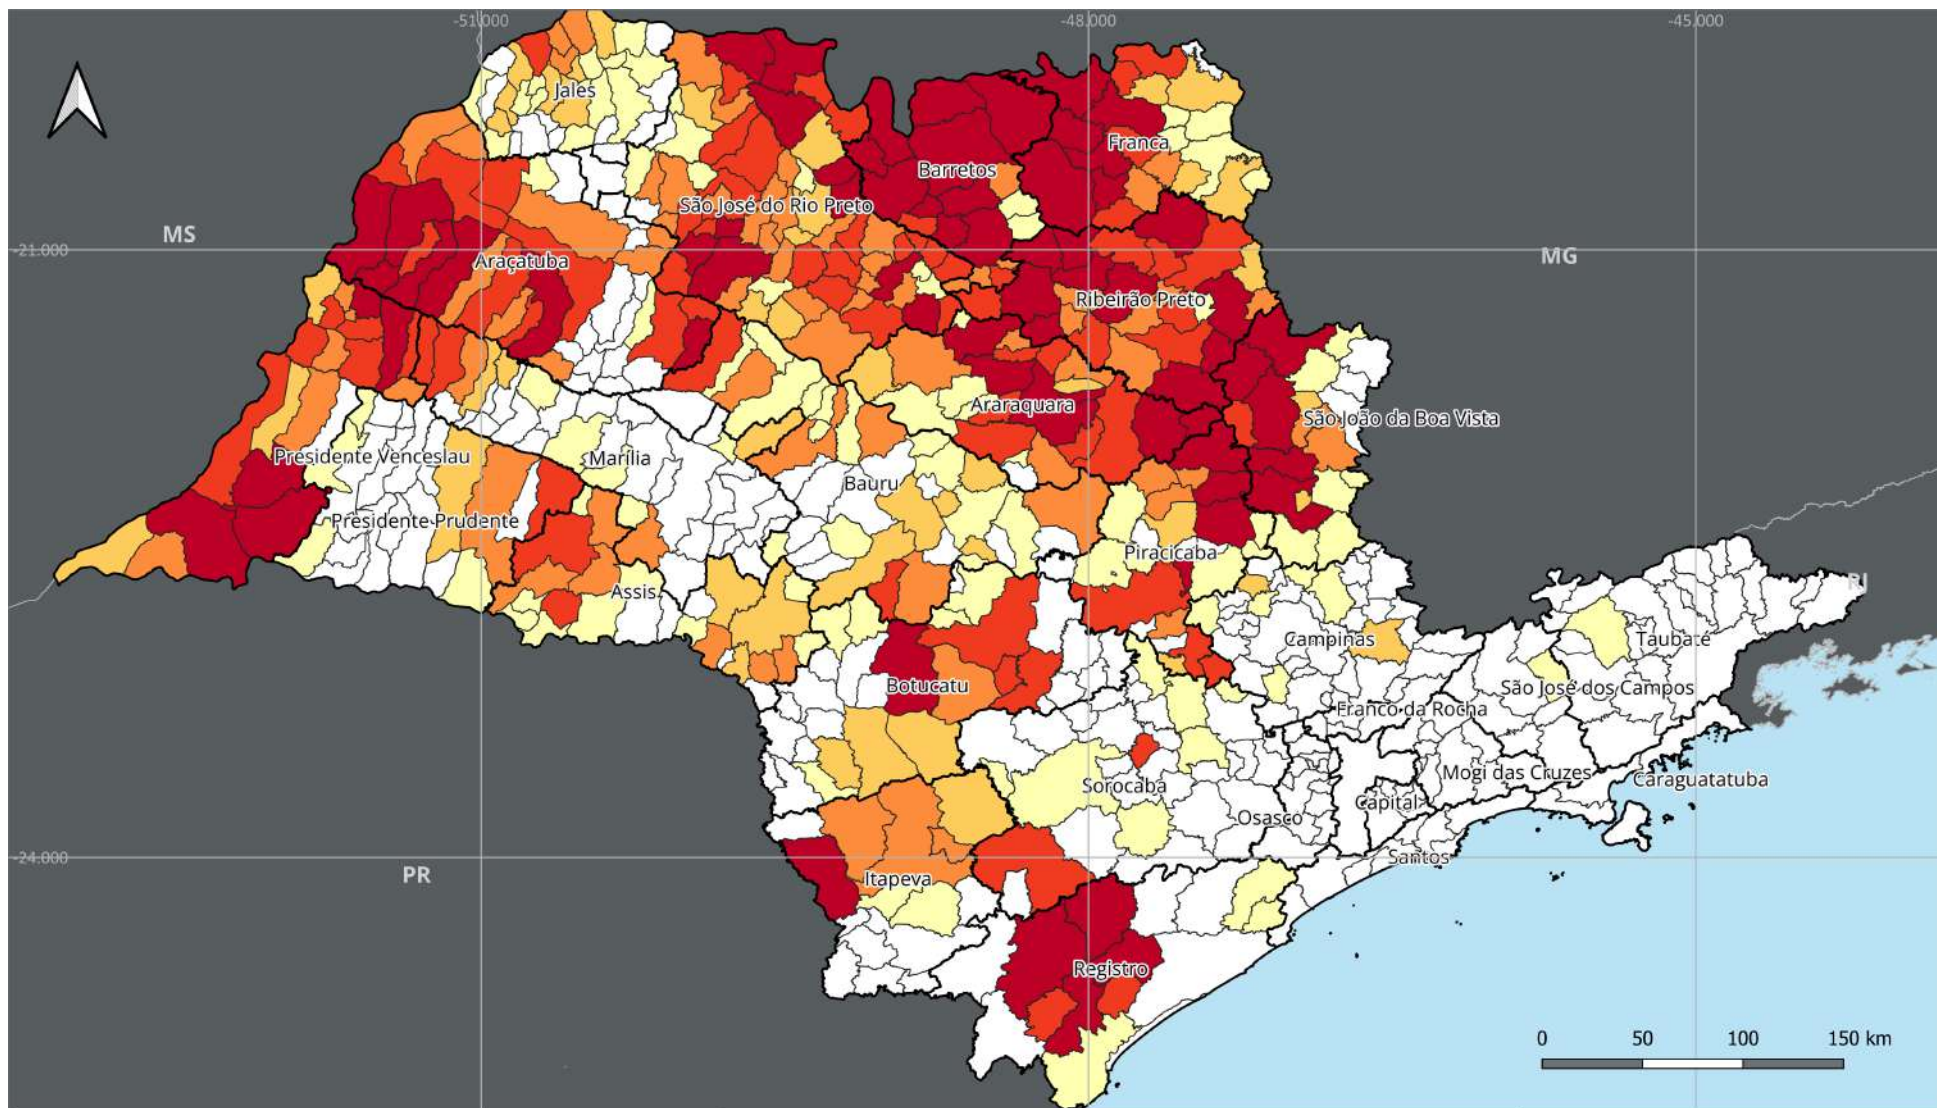 -51.000
-48.000
-45.000
Jales
Franca
Barretos
São José do Rio Preto
MS
-21.000
MG
Araçatuba
Ribeirão Preto
Araraquara
São João da Boa Vista
Presidente Venceslau
Marília
Bauru
Presidente Prudente
Piracicaba
Assis
RJ
Campinas
Taubaté
Botucatu
São José dos Campos
Franco da Rocha
Mogi das Cruzes
Caraguatatuba
Sorocaba
Capital
Osasco
-24.000
Santos
PR
Itapeva
Registro
0 50 100 150 km